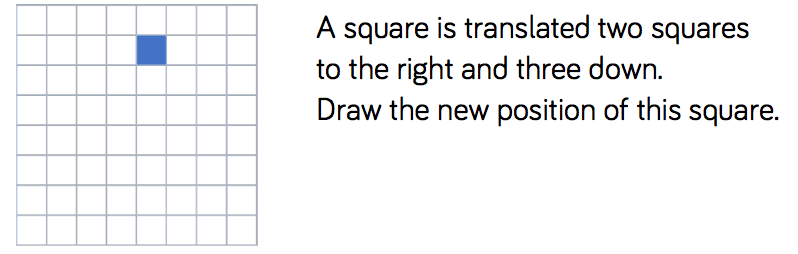 A square is translated two squares
to the right and three down.
Draw the new position of this square.